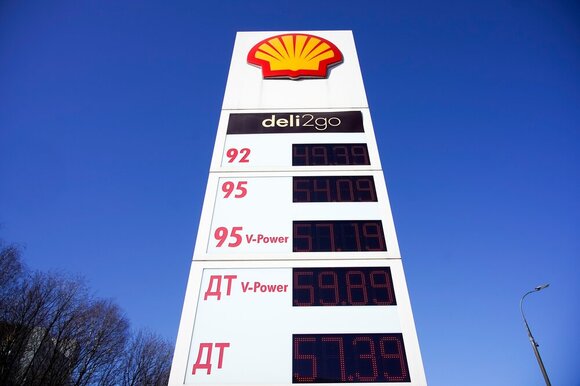 deli2go
92 49.39
95 54.09
95 V-Power 57.19
ДТ V-Power 59.89
ДТ 57.39